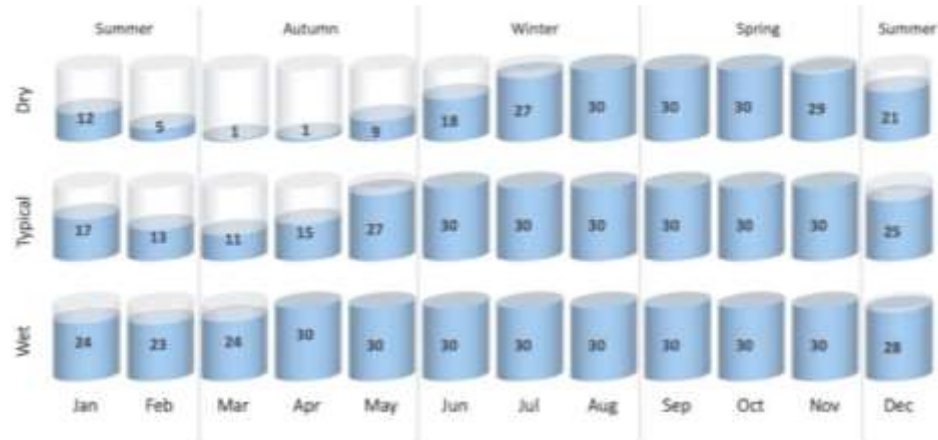 Summer Autumn Winter Spring Summer
Dry 12 5 1 1 9 18 27 30 30 30 29 21
Typical 17 13 11 15 27 30 30 30 30 30 30 25
Wet 24 23 24 30 30 30 30 30 30 30 30 28
Jan Feb Mar Apr May Jun Jul Aug Sep Oct Nov Dec